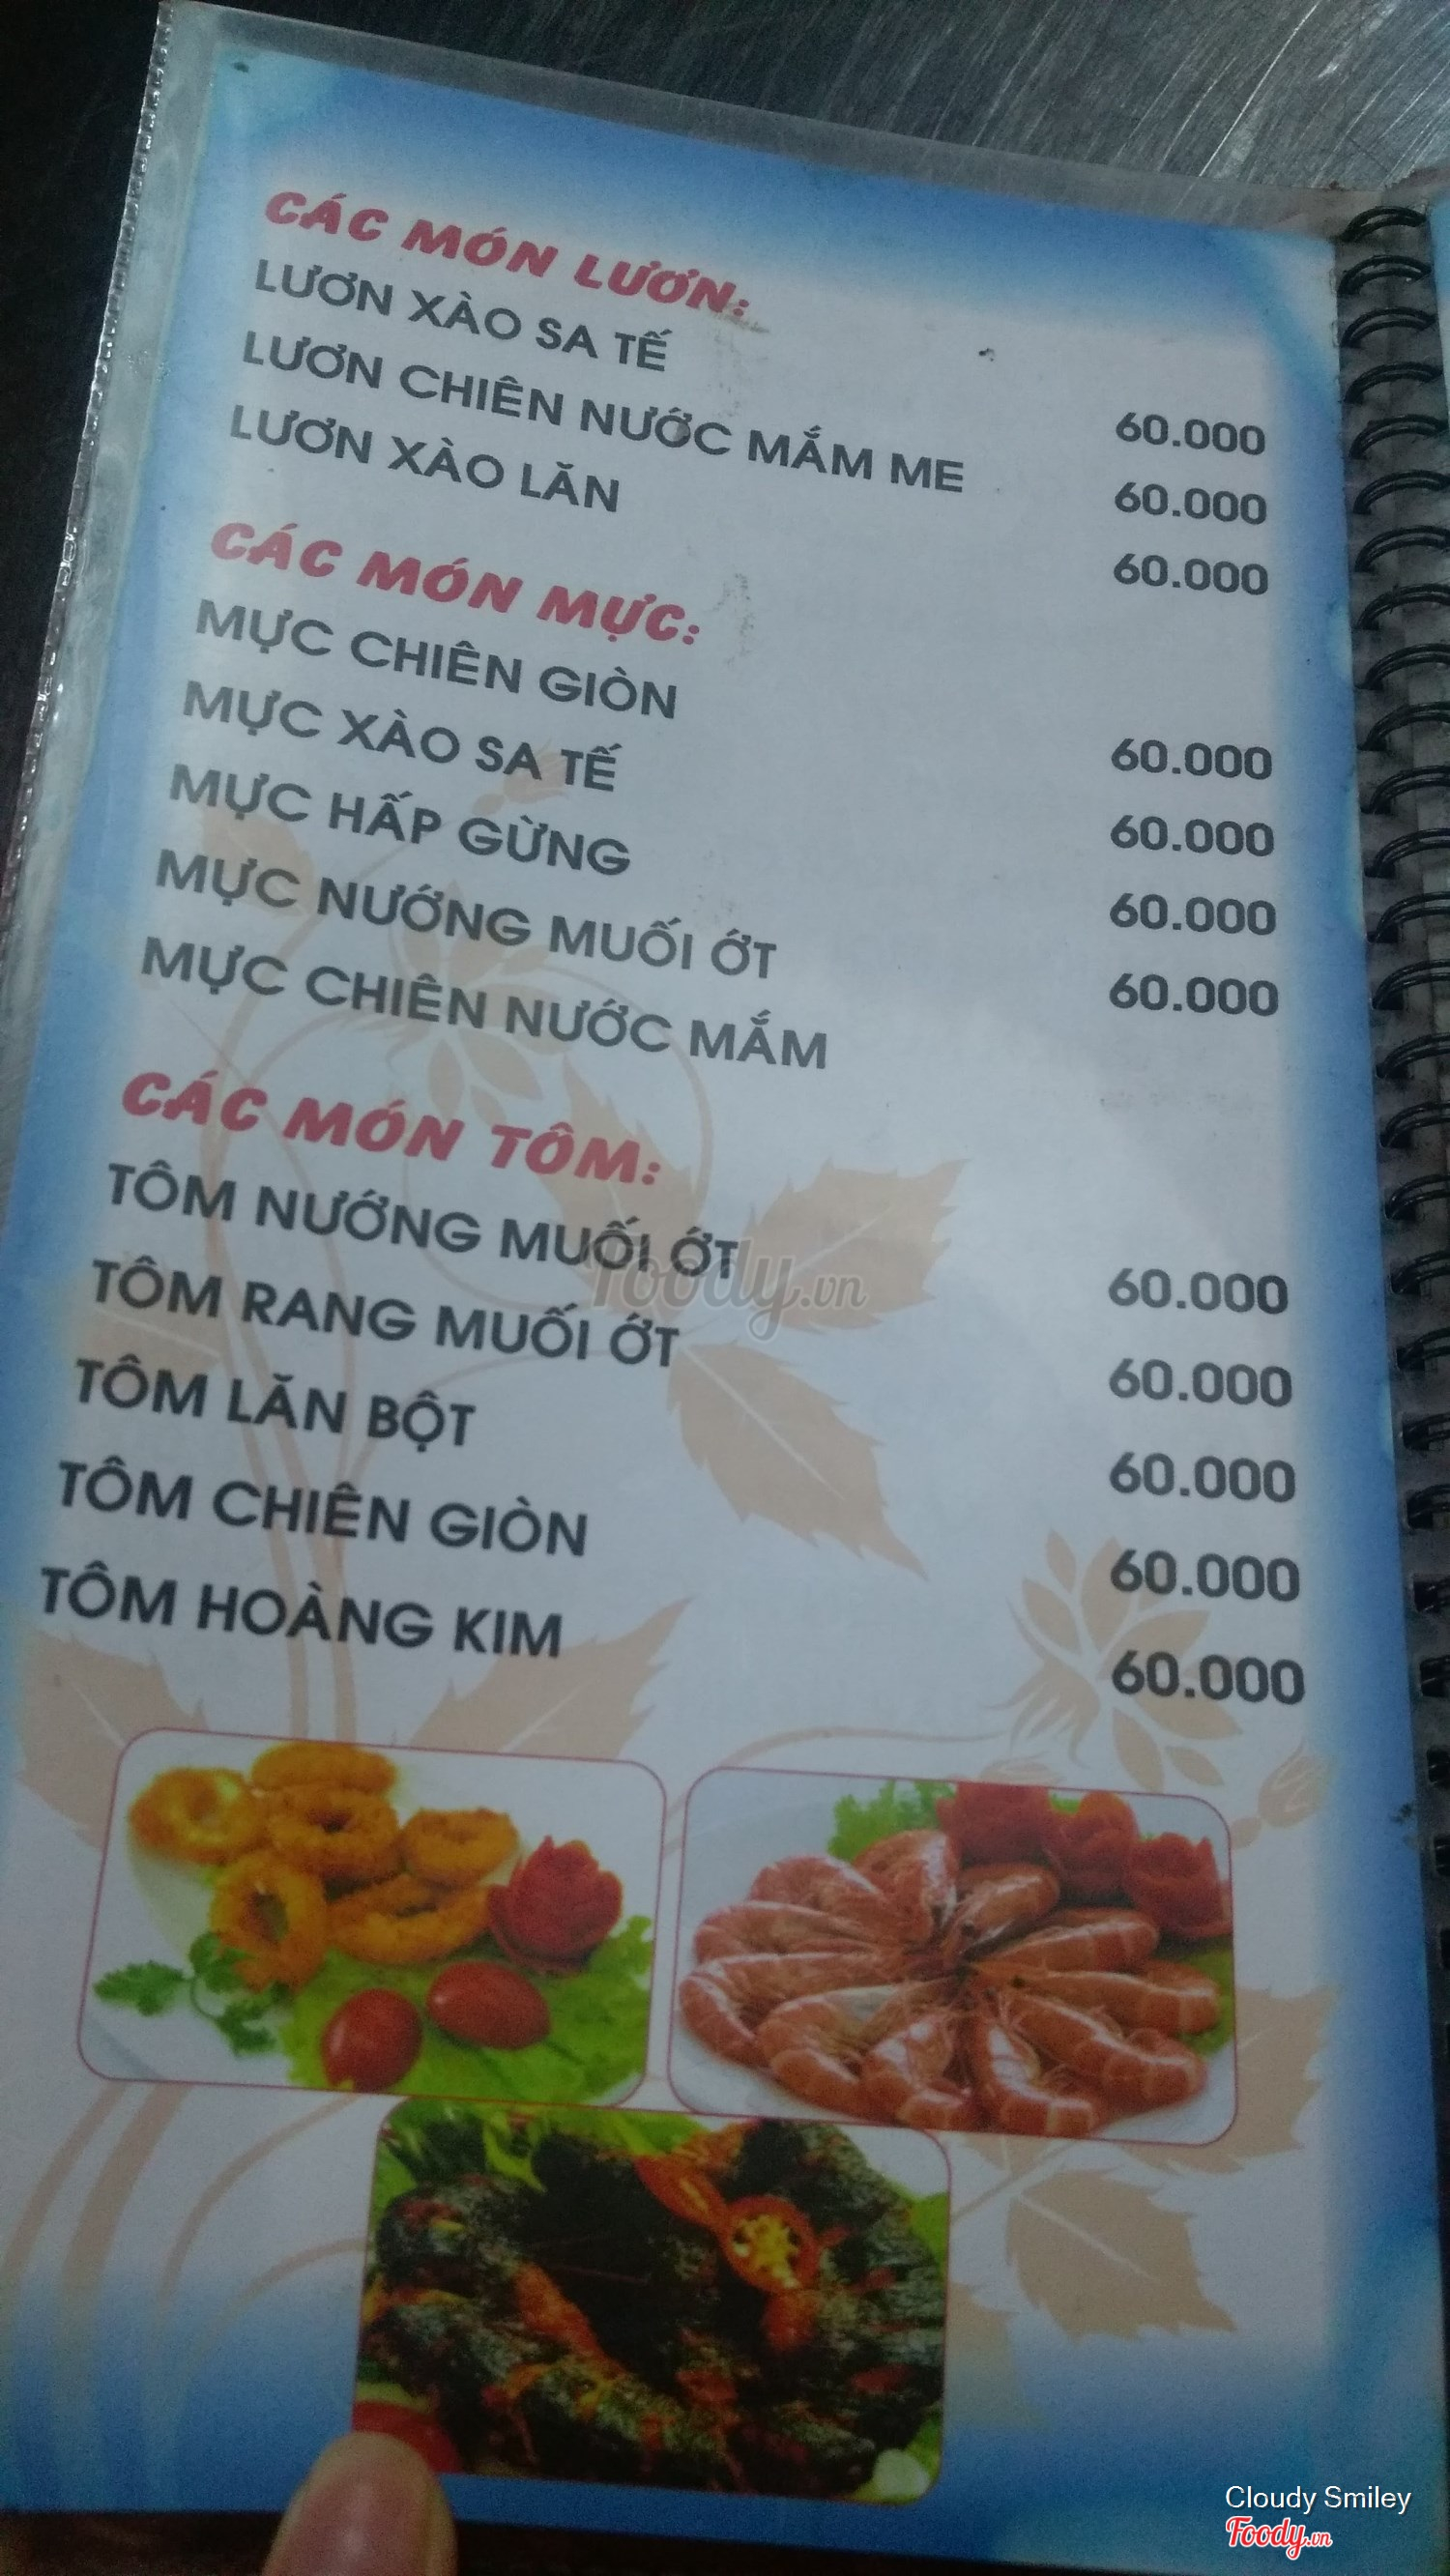 CÁC MÓN LƯƠN:
LƯƠN XÀO SA TẾ 60.000
LƯƠN CHIÊN NƯỚC MẮM ME 60.000
LƯƠN XÀO LĂN 60.000
CÁC MÓN MỰC:
MỰC CHIÊN GIÒN 60.000
MỰC XÀO SA TẾ 60.000
MỰC HẤP GỪNG 60.000
MỰC NƯỚNG MUỐI ỚT 60.000
MỰC CHIÊN NƯỚC MẮM
CÁC MÓN TÔM:
TÔM NƯỚNG MUỐI ỚT 60.000
TÔM RANG MUỐI ỚT 60.000
TÔM LĂN BỘT 60.000
TÔM CHIÊN GIÒN 60.000
TÔM HOÀNG KIM 60.000
Foody.vn
Cloudy Smiley
Foody.vn